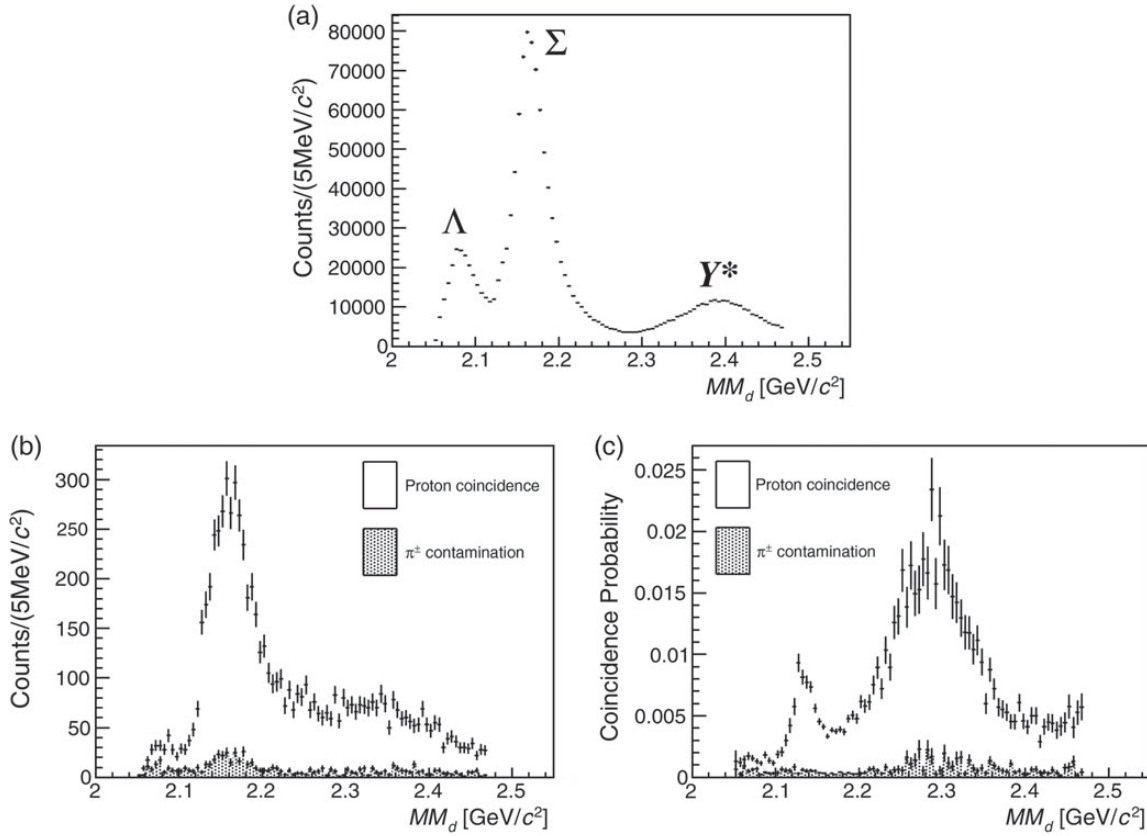 (a)
80000
70000
60000
50000
40000
30000
20000
10000
0
Counts/(5MeV/c²)
Λ
Σ
Y*
2 2.1 2.2 2.3 2.4 2.5
MM_d [GeV/c²]
(b)
300
250
200
150
100
50
0
Counts/(5MeV/c²)
Proton coincidence
π± contamination
2 2.1 2.2 2.3 2.4 2.5
MM_d [GeV/c²]
(c)
0.025
0.02
0.015
0.01
0.005
0
Coincidence Probability
Proton coincidence
π± contamination
2 2.1 2.2 2.3 2.4 2.5
MM_d [GeV/c²]